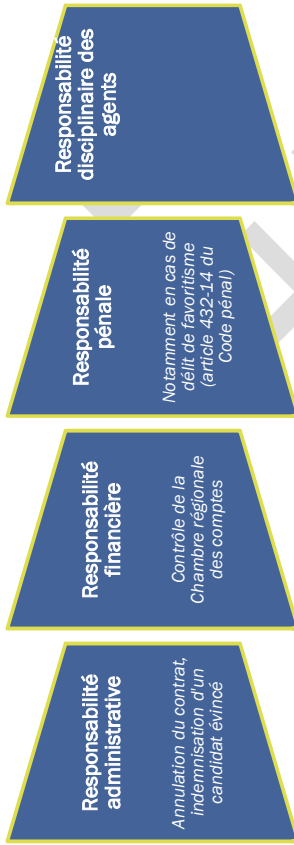 Responsabilité
administrative
Annulation du contrat,
indemnisation d'un
candidat évincé
Responsabilité
financière
Contrôle de la
Chambre régionale
des comptes
Responsabilité
pénale
Notamment en cas de
délit de favoritisme
(article 432-14 du
Code pénal)
Responsabilité
disciplinaire des
agents